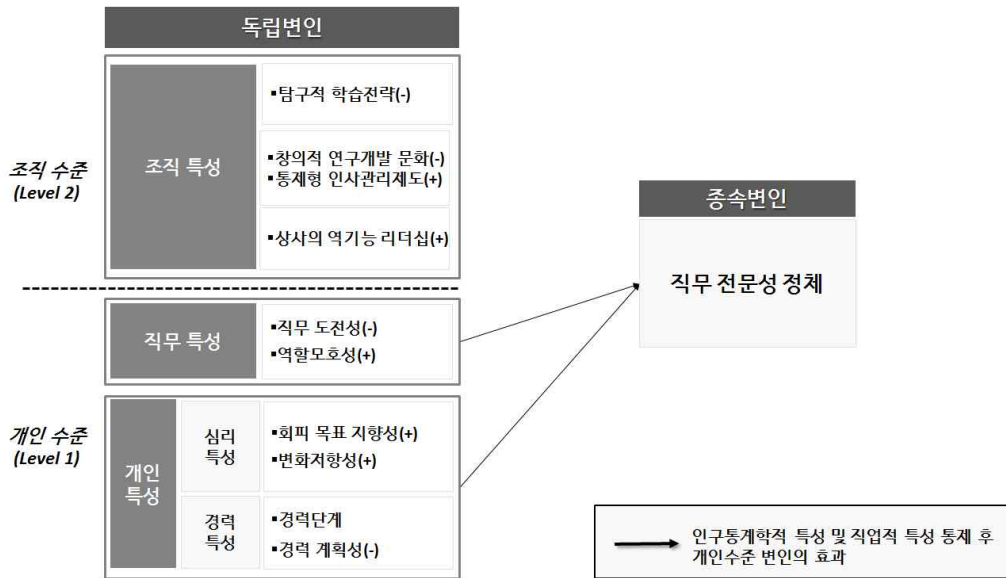 독립변인
조직 수준
(Level 2)
조직 특성
▪탐구적 학습전략(-)
▪창의적 연구개발 문화(-)
▪통제형 인사관리제도(+)
▪상사의 역기능 리더십(+)
개인 수준
(Level 1)
직무 특성
▪직무 도전성(-)
▪역할모호성(+)
개인
특성
심리
특성
▪회피 목표 지향성(+)
▪변화저항성(+)
경력
특성
▪경력단계
▪경력 계획성(-)
종속변인
직무 전문성 정체
인구통계학적 특성 및 직업적 특성 통제 후
개인수준 변인의 효과